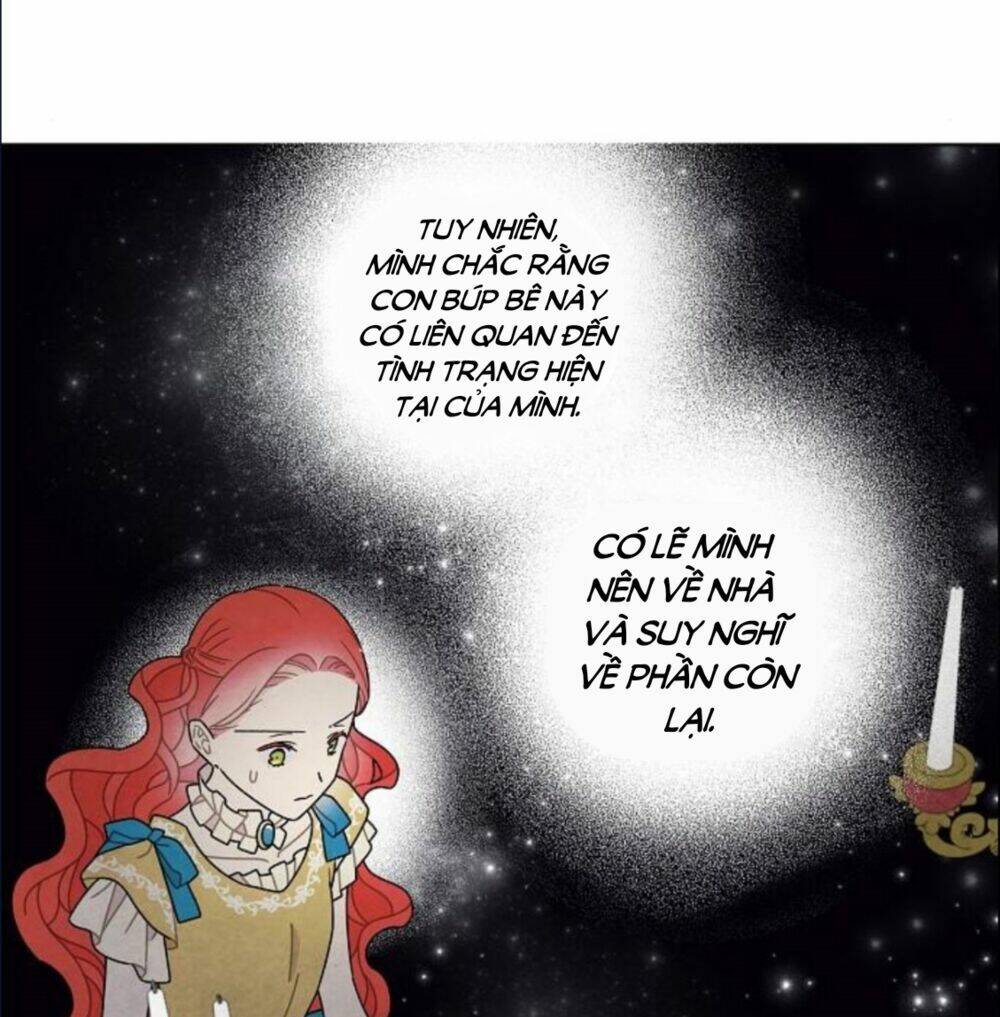 TUY NHIÊN,
MÌNH CHẮC RẰNG
CON BÚP BÊ NÀY
CÓ LIÊN QUAN ĐẾN
TÌNH TRẠNG HIỆN
TẠI CỦA MÌNH.
CÓ LẼ MÌNH
NÊN VỀ NHÀ
VÀ SUY NGHĨ
VỀ PHẦN CÒN
LẠI.